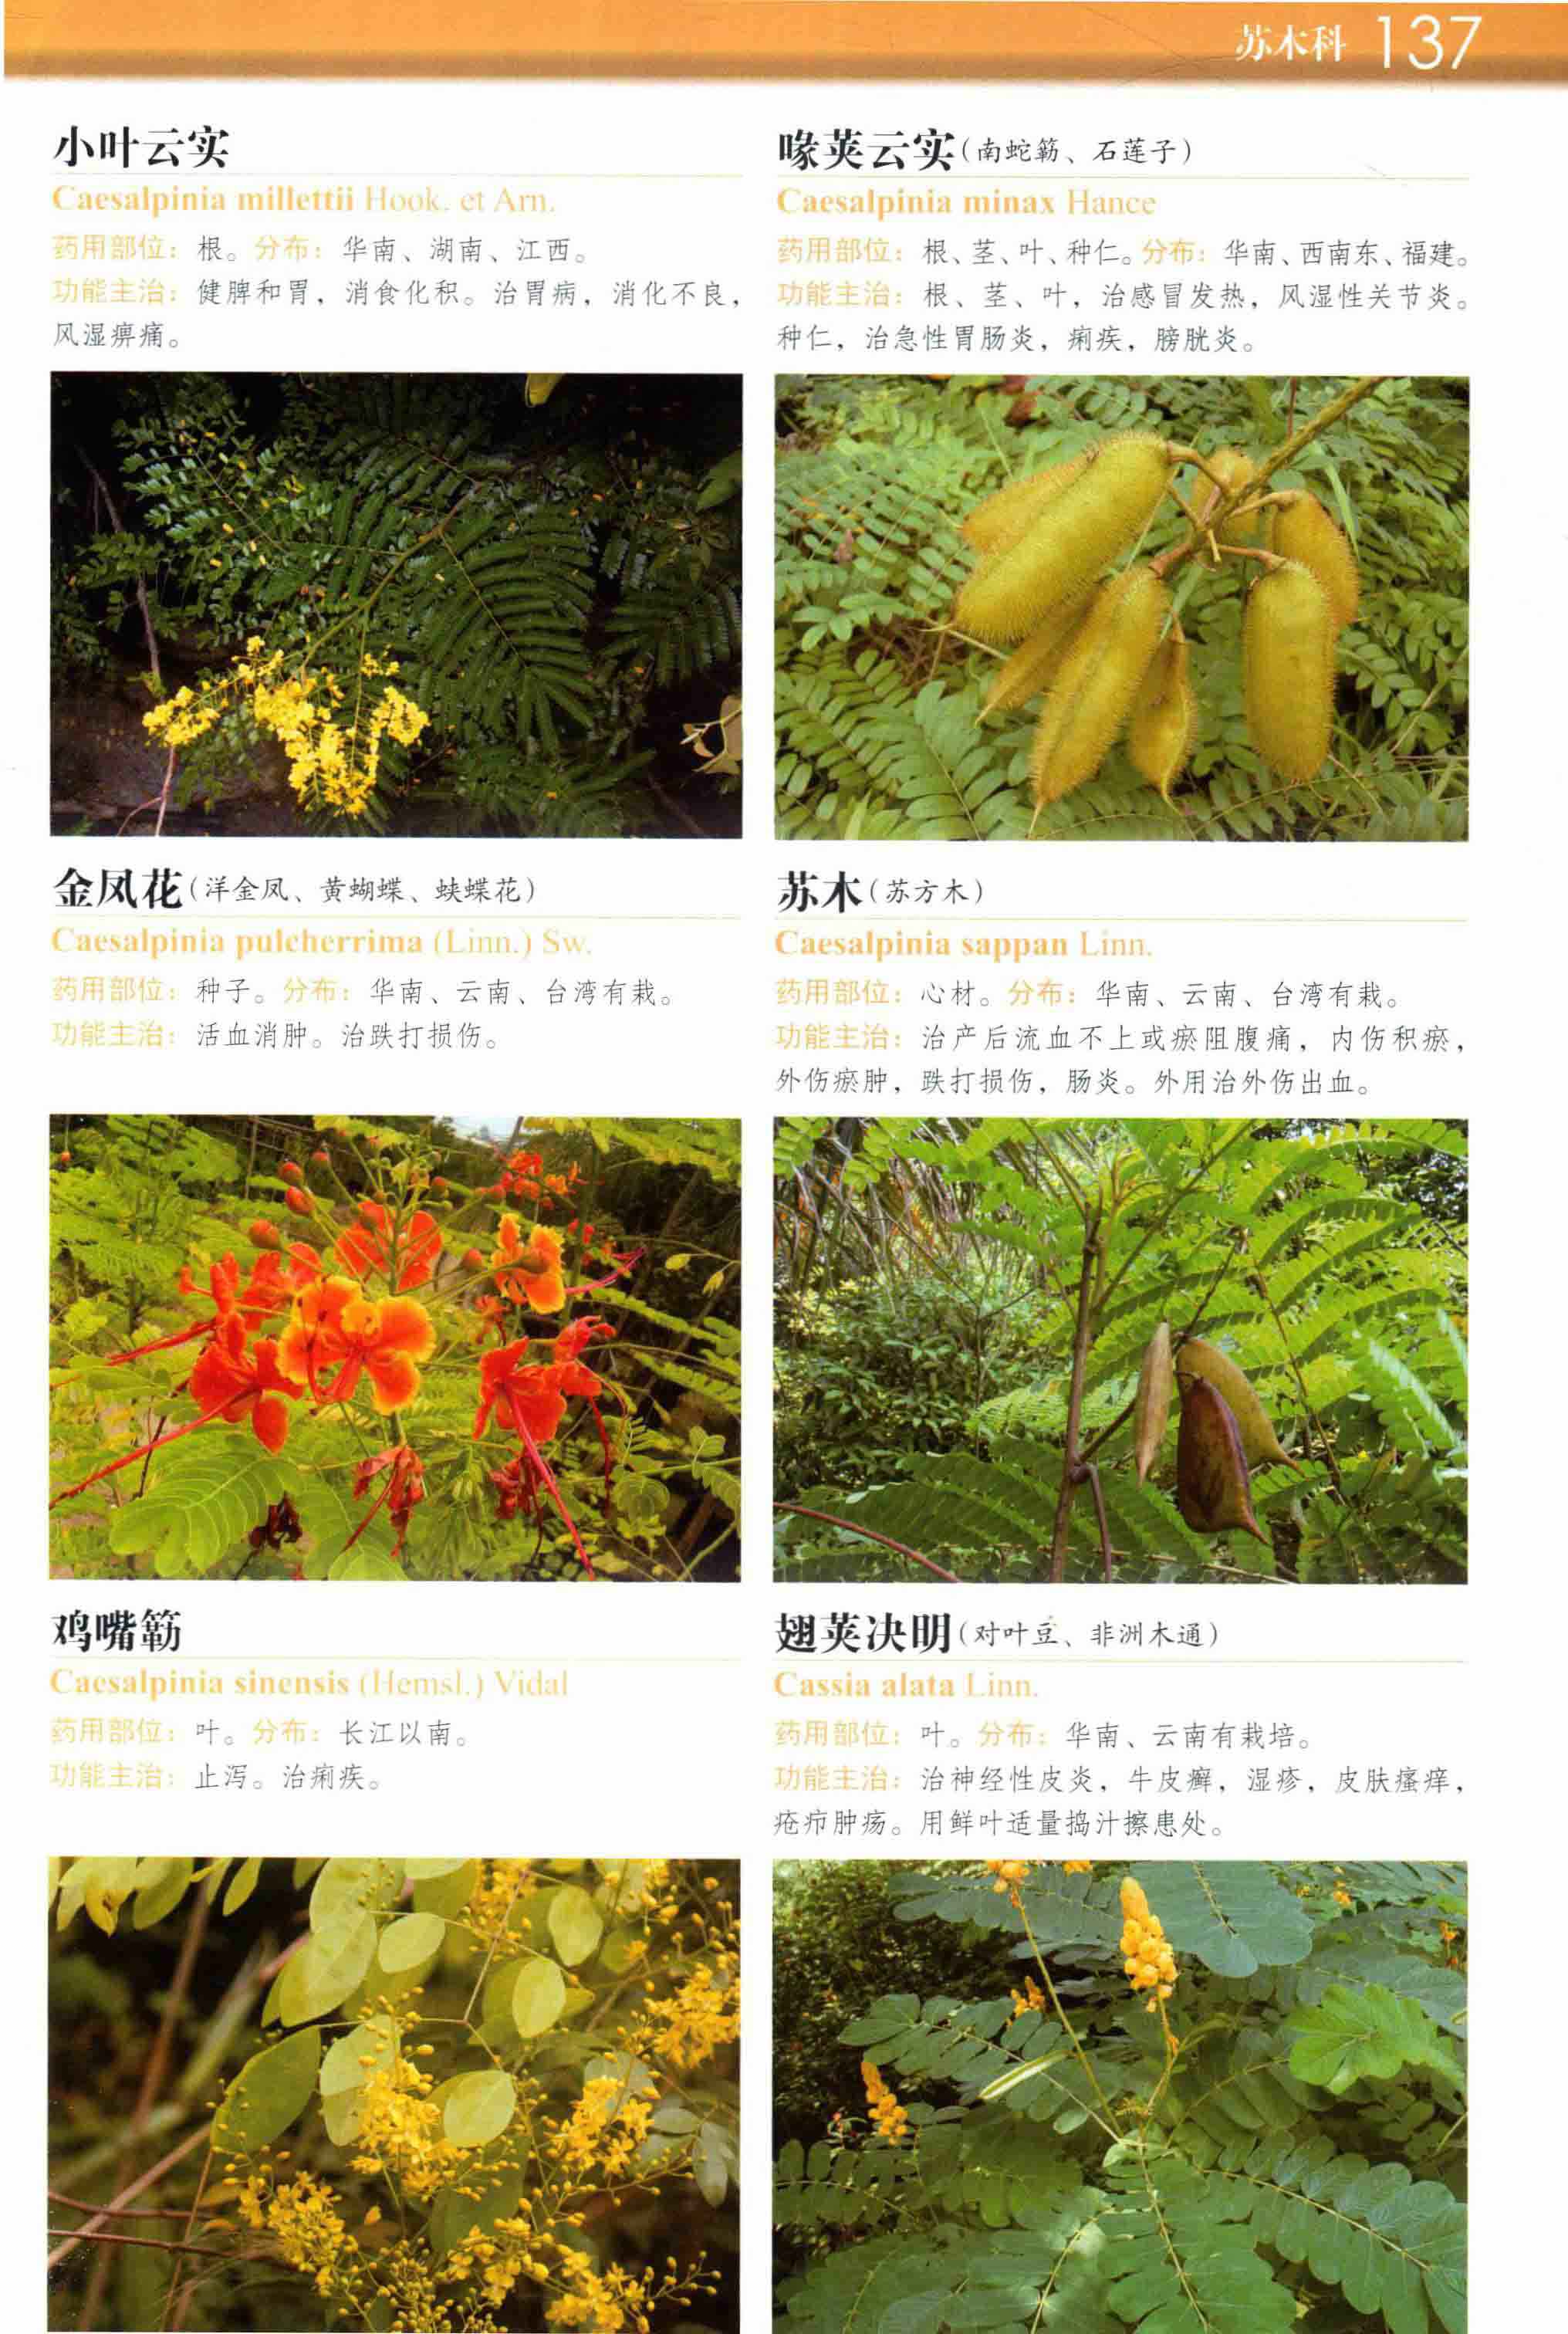 苏木科 137
小叶云实
Caesalpinia millettii Hook. et Arn.
药用部位：根。分布：华南、湖南、江西。
功能主治：健脾和胃，消食化积。治胃病，消化不良，
风湿痹痛。
喙荚云实（南蛇簕、石莲子）
Caesalpinia minax Hance
药用部位：根、茎、叶、种仁。分布：华南、西南东、福建。
功能主治：根、茎、叶，治感冒发热，风湿性关节炎。
种仁，治急性胃肠炎，痢疾，膀胱炎。
金凤花（洋金凤、黄蝴蝶、蛱蝶花）
Caesalpinia pulcherrima (Linn.) Sw.
药用部位：种子。分布：华南、云南、台湾有栽。
功能主治：活血消肿。治跌打损伤。
苏木（苏方木）
Caesalpinia sappan Linn.
药用部位：心材。分布：华南、云南、台湾有栽。
功能主治：治产后流血不上或瘀阻腹痛，内伤积瘀，
外伤瘀肿，跌打损伤，肠炎。外用治外伤出血。
鸡嘴簕
Caesalpinia sinensis (Hemsl.) Vidal
药用部位：叶。分布：长江以南。
功能主治：止泻。治痢疾。
翅荚决明（对叶豆、非洲木通）
Cassia alata Linn.
药用部位：叶。分布：华南、云南有栽培。
功能主治：治神经性皮炎，牛皮癣，湿疹，皮肤瘙痒，
疮疖肿疡。用鲜叶适量捣汁擦患处。